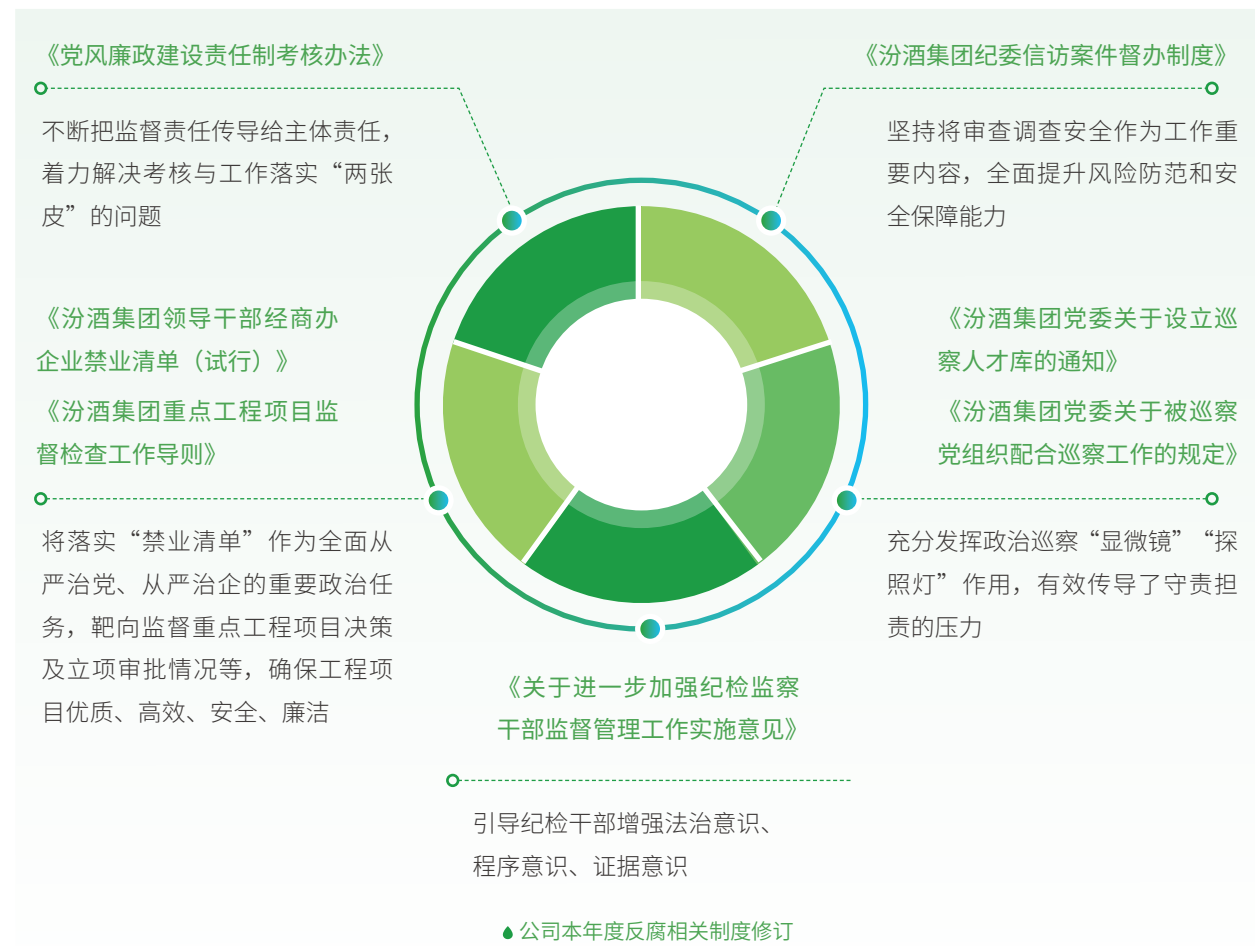 《党风廉政建设责任制考核办法》
不断把监督责任传导给主体责任，
着力解决考核与工作落实“两张
皮”的问题
《汾酒集团纪委信访案件督办制度》
坚持将审查调查安全作为工作重
要内容，全面提升风险防范和安
全保障能力
《汾酒集团领导干部经商办
企业禁业清单（试行）》
《汾酒集团重点工程项目监
督检查工作导则》
将落实“禁业清单”作为全面从
严治党、从严治企的重要政治任
务，靶向监督重点工程项目决策
及立项审批情况等，确保工程项
目优质、高效、安全、廉洁
《汾酒集团党委关于设立巡
察人才库的通知》
《汾酒集团党委关于被巡察
党组织配合巡察工作的规定》
充分发挥政治巡察“显微镜”“探
照灯”作用，有效传导了守责担
责的压力
《关于进一步加强纪检监察
干部监督管理工作实施意见》
引导纪检干部增强法治意识、
程序意识、证据意识
公司本年度反腐相关制度修订